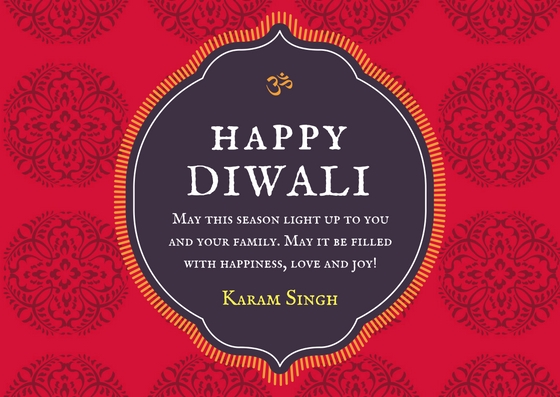 ॐ
HAPPY
DIWALI
May this season light up to you
and your family. May it be filled
with happiness, love and joy!
Karam Singh